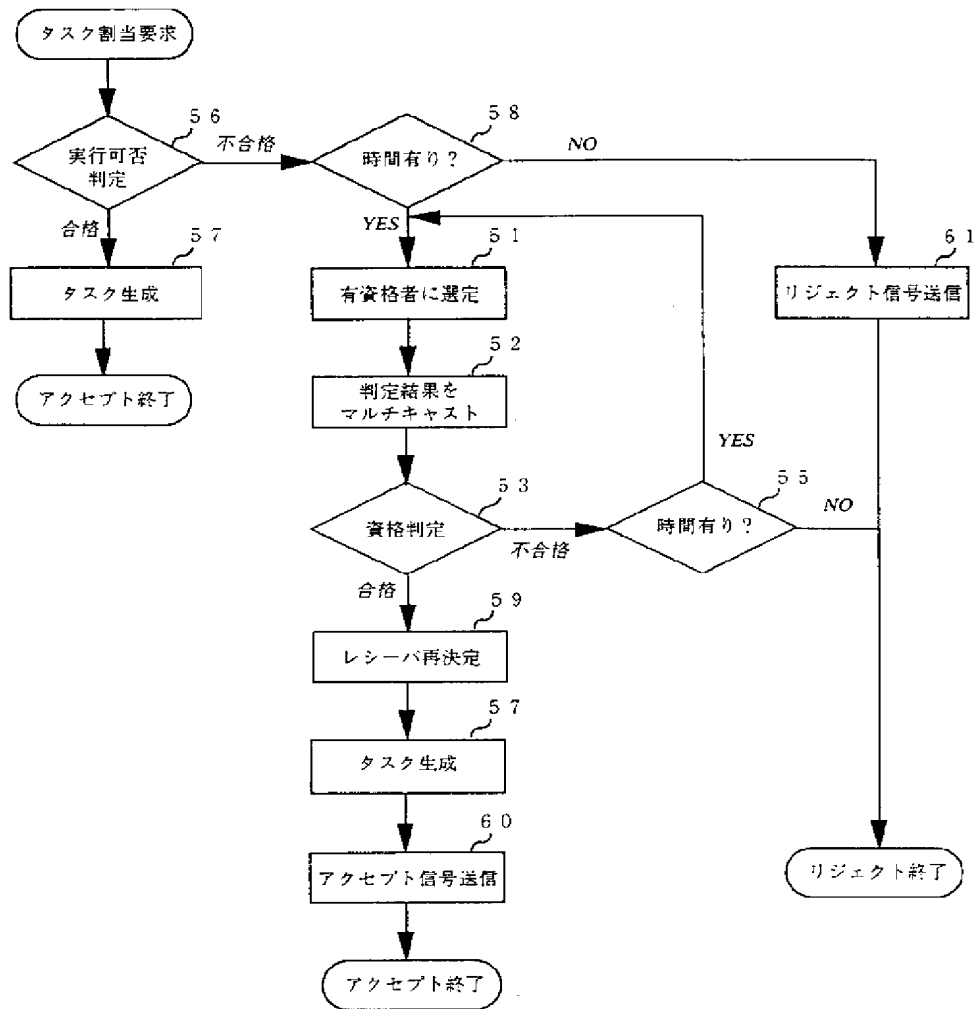 タスク割当要求
５６
実行可否
判定
不合格
合格
５７
タスク生成
アクセプト終了
５８
時間有り？
NO
YES
５１
有資格者に選定
５２
判定結果を
マルチキャスト
５３
資格判定
不合格
合格
５５
時間有り？
YES
NO
６１
リジェクト信号送信
５９
レシーバ再決定
５７
タスク生成
６０
アクセプト信号送信
アクセプト終了
リジェクト終了